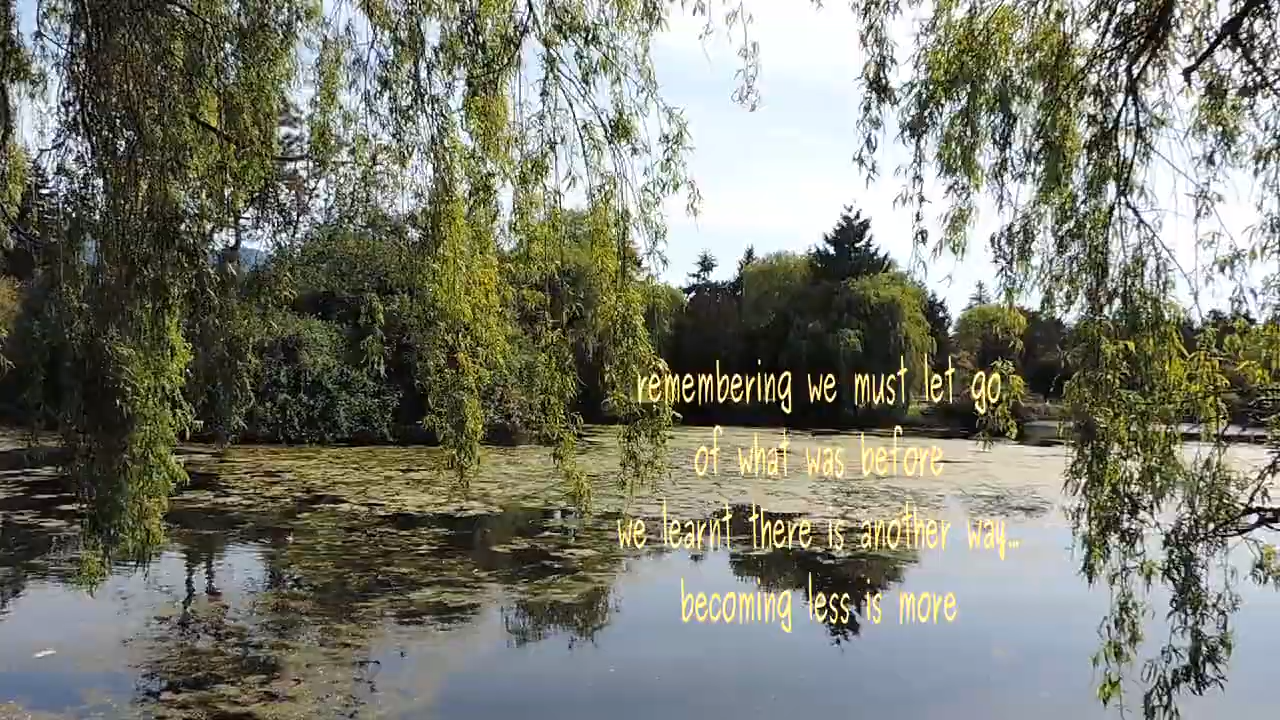 remembering we must let go
of what was before
we learnt there is another way...
becoming less is more